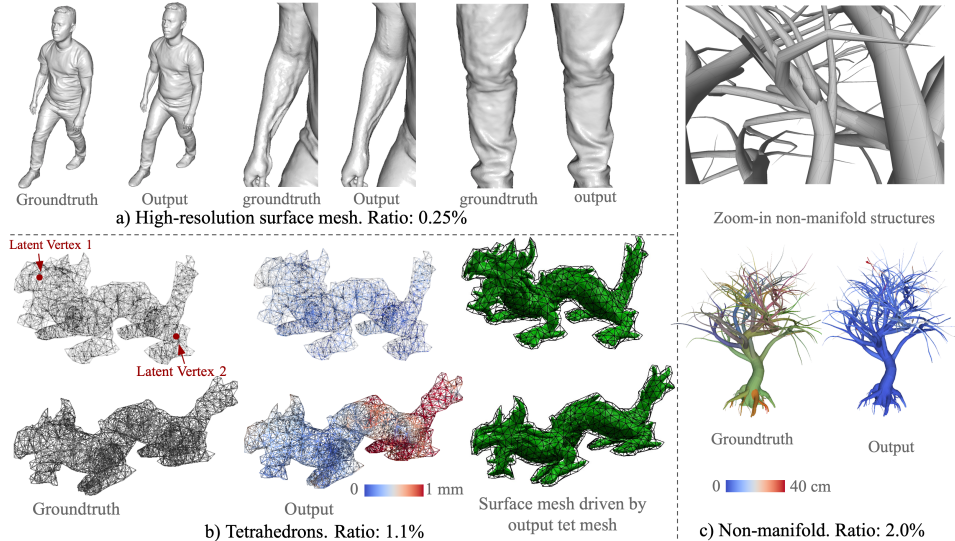 Groundtruth
Output
groundtruth
Output
groundtruth
output
a) High-resolution surface mesh. Ratio: 0.25%
Latent Vertex 1
Latent Vertex 2
Groundtruth
Output
0
1 mm
Surface mesh driven by
output tet mesh
b) Tetrahedrons. Ratio: 1.1%
Zoom-in non-manifold structures
Groundtruth
Output
0
40 cm
c) Non-manifold. Ratio: 2.0%